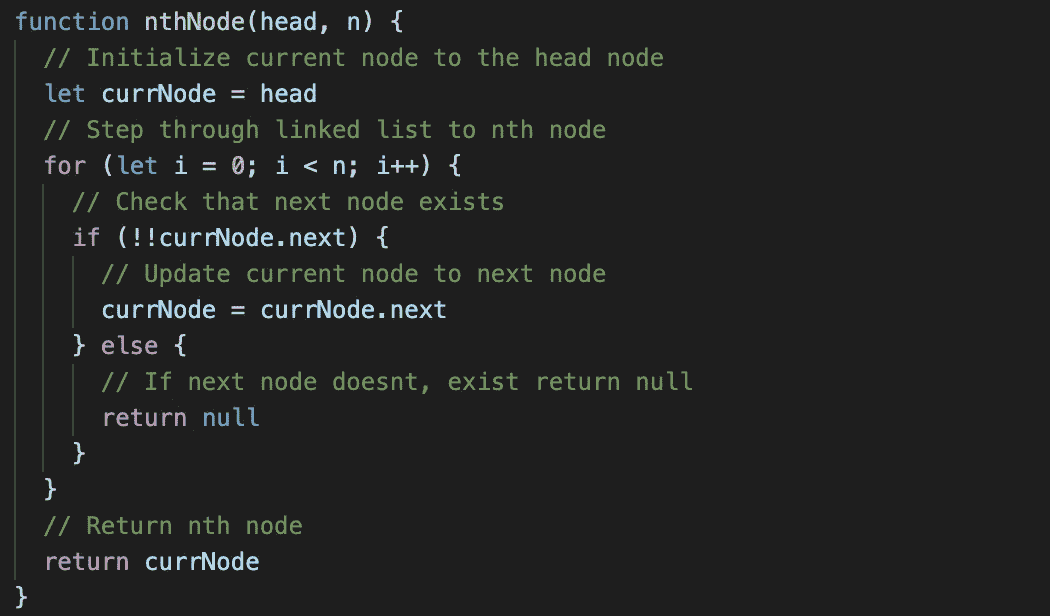 function nthNode(head, n) {
// Initialize current node to the head node
let currNode = head
// Step through linked list to nth node
for (let i = 0; i < n; i++) {
// Check that next node exists
if (!!currNode.next) {
// Update current node to next node
currNode = currNode.next
} else {
// If next node doesnt, exist return null
return null
}
}
// Return nth node
return currNode
}